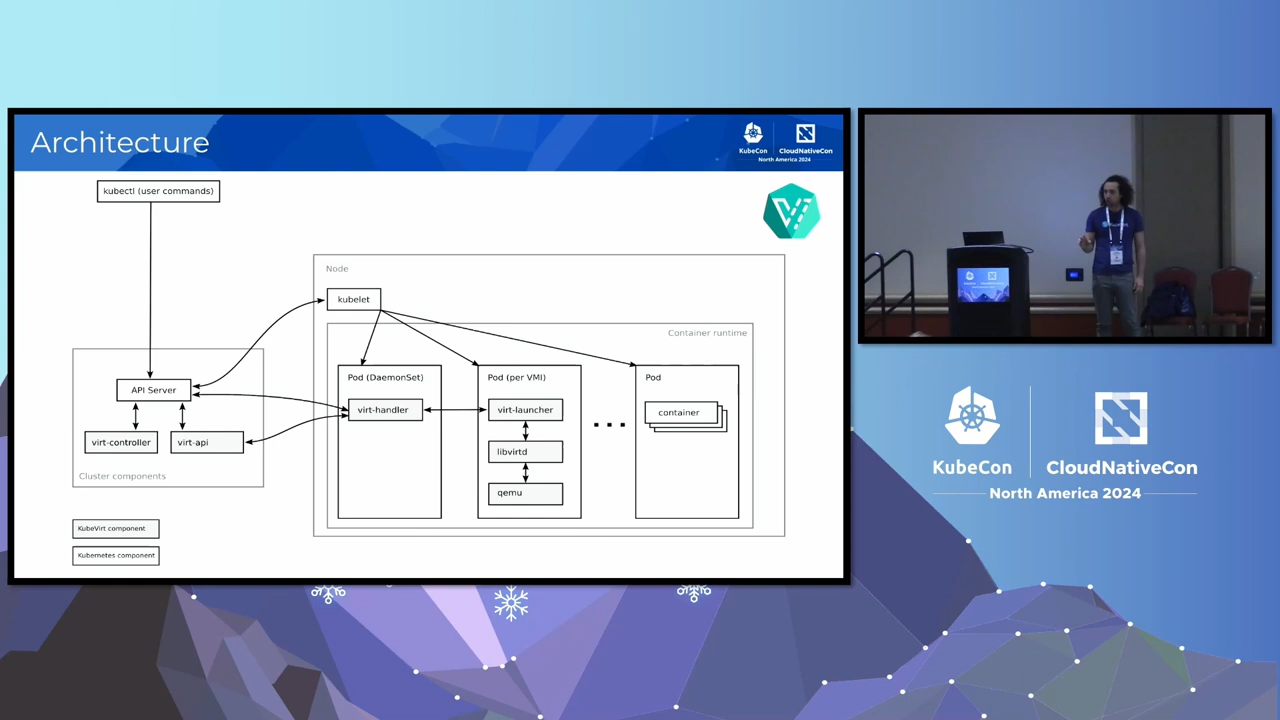 Architecture
KubeCon
CloudNativeCon
North America 2024
kubectl (user commands)
Node
kubelet
Container runtime
Pod (DaemonSet)
Pod (per VMI)
Pod
API Server
virt-handler
virt-launcher
container
virt-controller
virt-api
libvirtd
Cluster components
qemu
KubeVirt component
Kubernetes component
KubeCon
CloudNativeCon
North America 2024